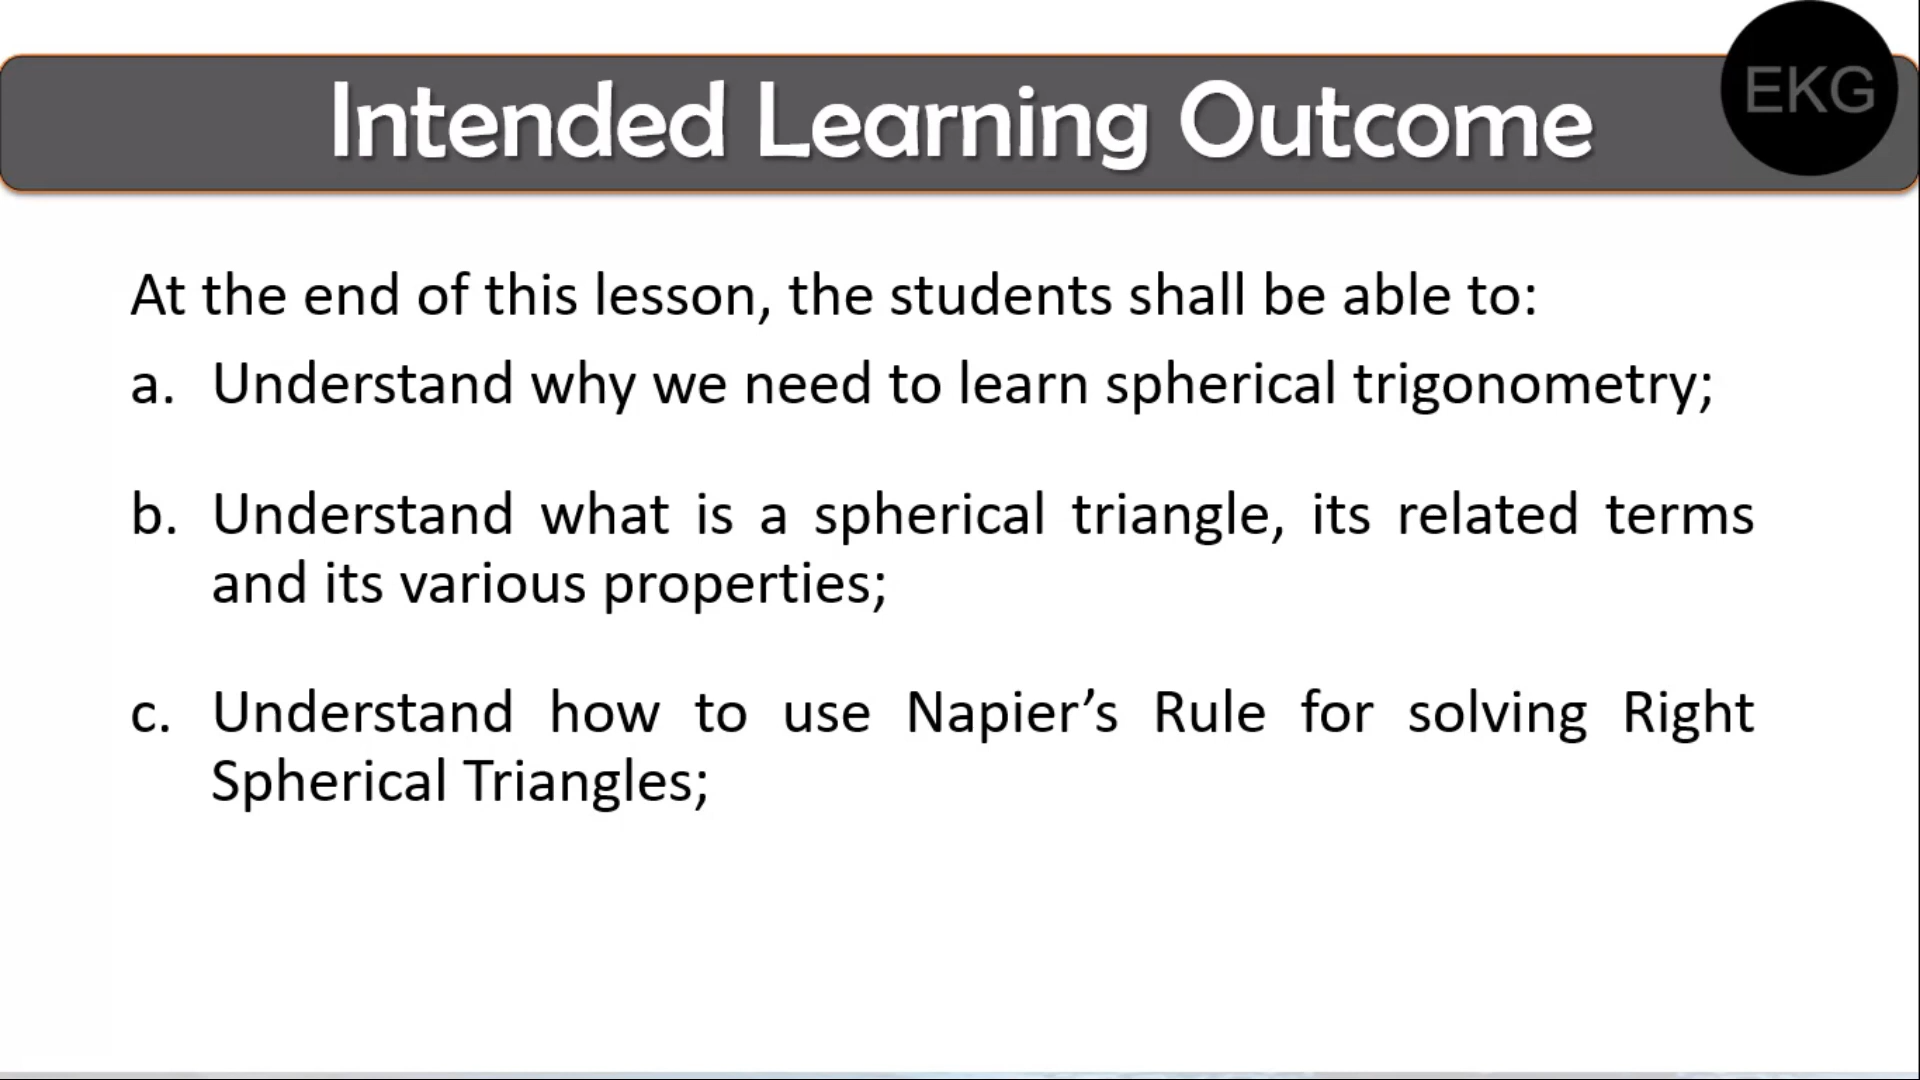 EKG
Intended Learning Outcome
At the end of this lesson, the students shall be able to:
a. Understand why we need to learn spherical trigonometry;
b. Understand what is a spherical triangle, its related terms
and its various properties;
c. Understand how to use Napier’s Rule for solving Right
Spherical Triangles;